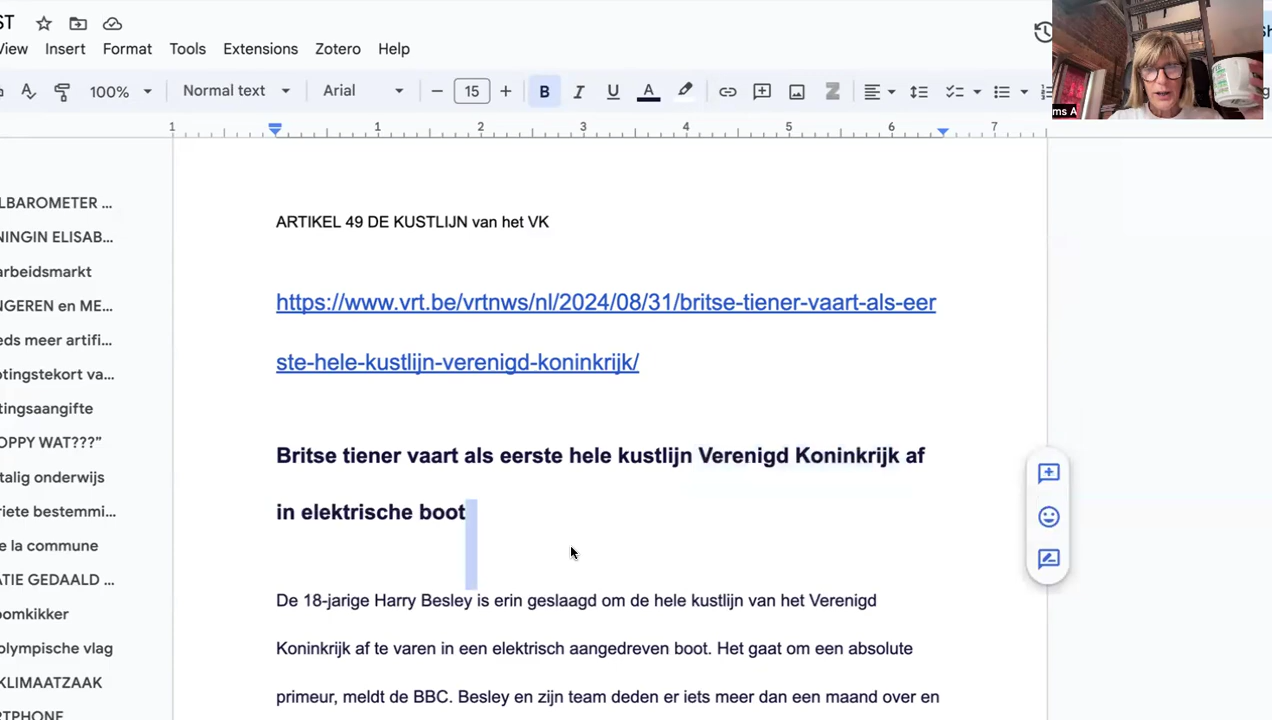 ST
View Insert Format Tools Extensions Zotero Help
100% Normal text Arial 15 B I U A
1 1 2 3 4 5 6 7
ms A
LBAROMETER ...
NINGIN ELISAB...
arbeidsmarkt
NGEREN en ME...
eds meer artifi...
otingstekort va...
tingsaangifte
OPPY WAT???”
talig onderwijs
riete bestemmi...
e la commune
ATIE GEDAALD ...
oomkikker
olympische vlag
KLIMAATZAAK
RTPHONE
ARTIKEL 49 DE KUSTLIJN van het VK
https://www.vrt.be/vrtnws/nl/2024/08/31/britse-tiener-vaart-als-eer
ste-hele-kustlijn-verenigd-koninkrijk/
Britse tiener vaart als eerste hele kustlijn Verenigd Koninkrijk af
in elektrische boot
De 18-jarige Harry Besley is erin geslaagd om de hele kustlijn van het Verenigd
Koninkrijk af te varen in een elektrisch aangedreven boot. Het gaat om een absolute
primeur, meldt de BBC. Besley en zijn team deden er iets meer dan een maand over en